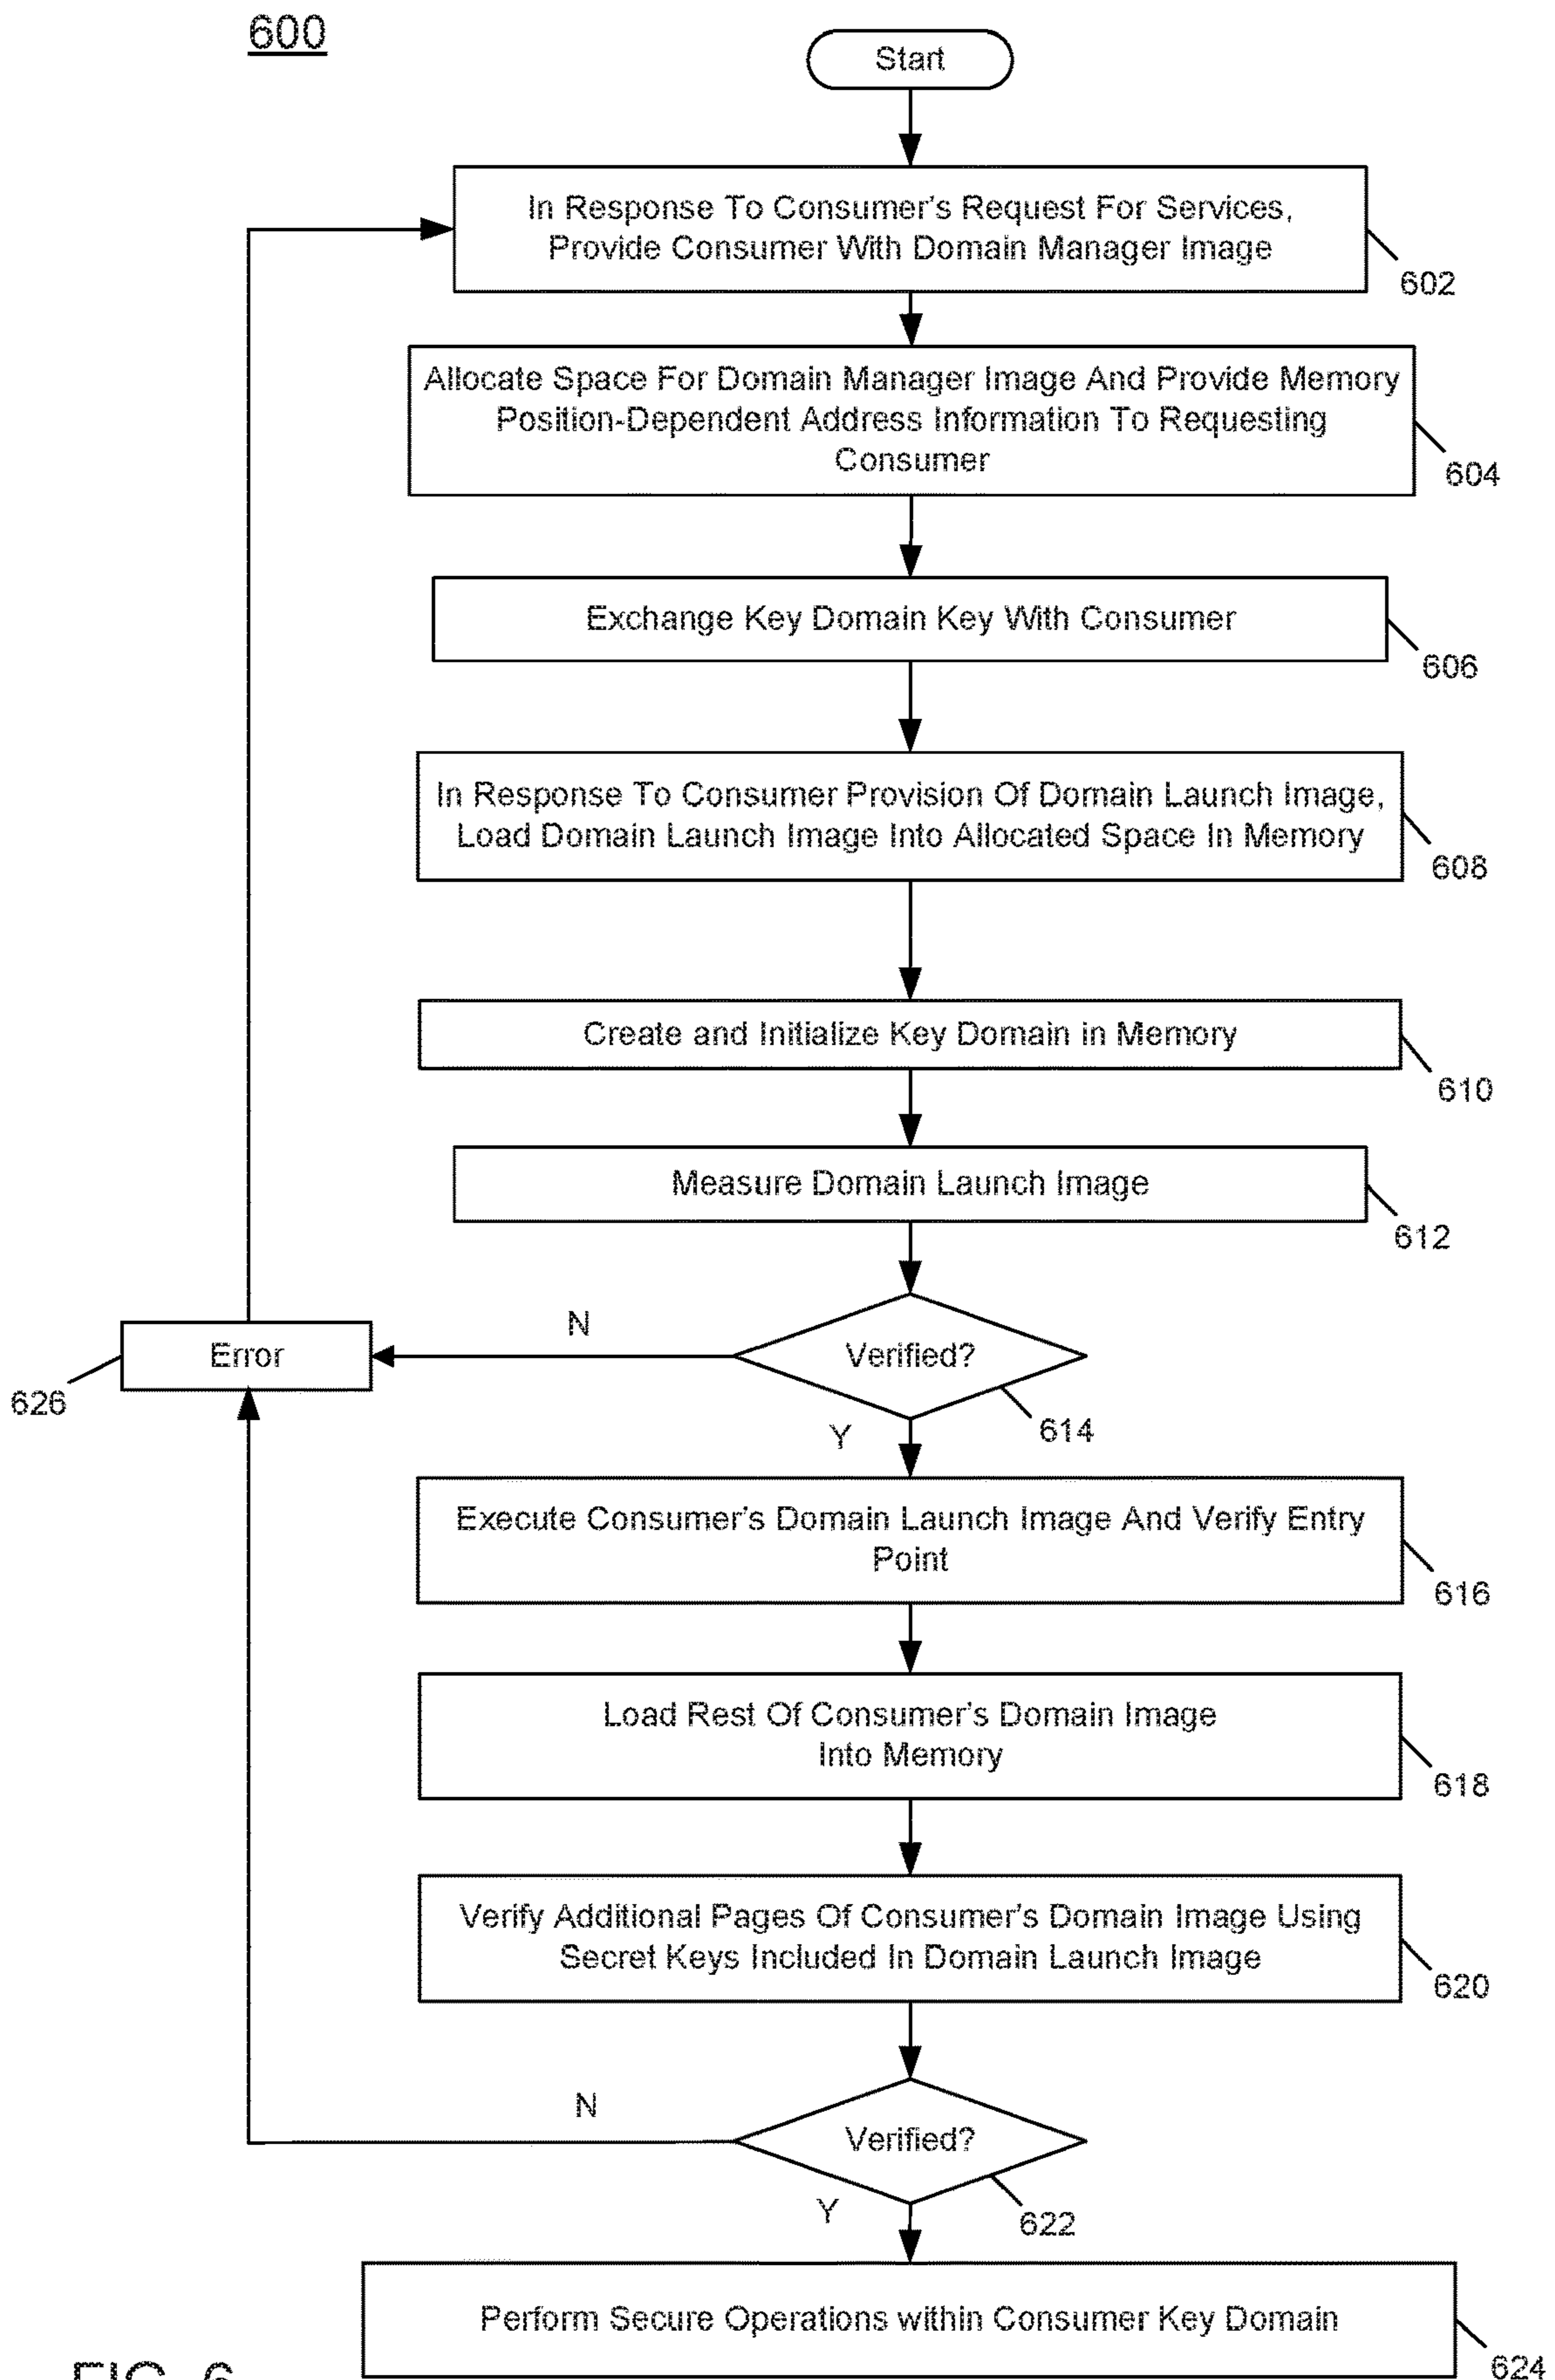 600
Start
In Response To Consumer's Request For Services,
Provide Consumer With Domain Manager Image
602
Allocate Space For Domain Manager Image And Provide Memory
Position-Dependent Address Information To Requesting
Consumer
604
Exchange Key Domain Key With Consumer
606
In Response To Consumer Provision Of Domain Launch Image,
Load Domain Launch Image Into Allocated Space In Memory
608
Create and Initialize Key Domain in Memory
610
Measure Domain Launch Image
612
N
Error
Verified?
626
614
Y
Execute Consumer's Domain Launch Image And Verify Entry
Point
616
Load Rest Of Consumer's Domain Image
Into Memory
618
Verify Additional Pages Of Consumer's Domain Image Using
Secret Keys Included In Domain Launch Image
620
N
Verified?
Y
622
Perform Secure Operations within Consumer Key Domain
624
FIG. 6